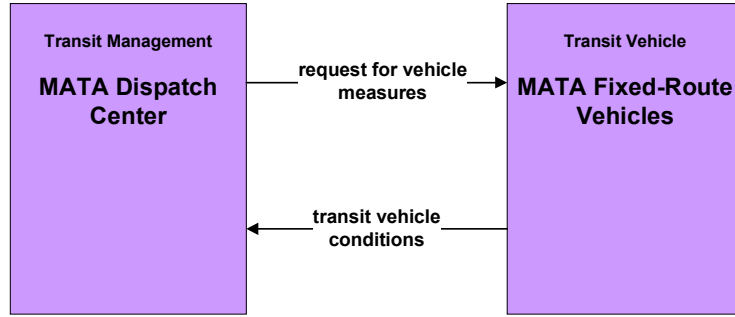 Transit Management
MATA Dispatch
Center
request for vehicle
measures
Transit Vehicle
MATA Fixed-Route
Vehicles
transit vehicle
conditions